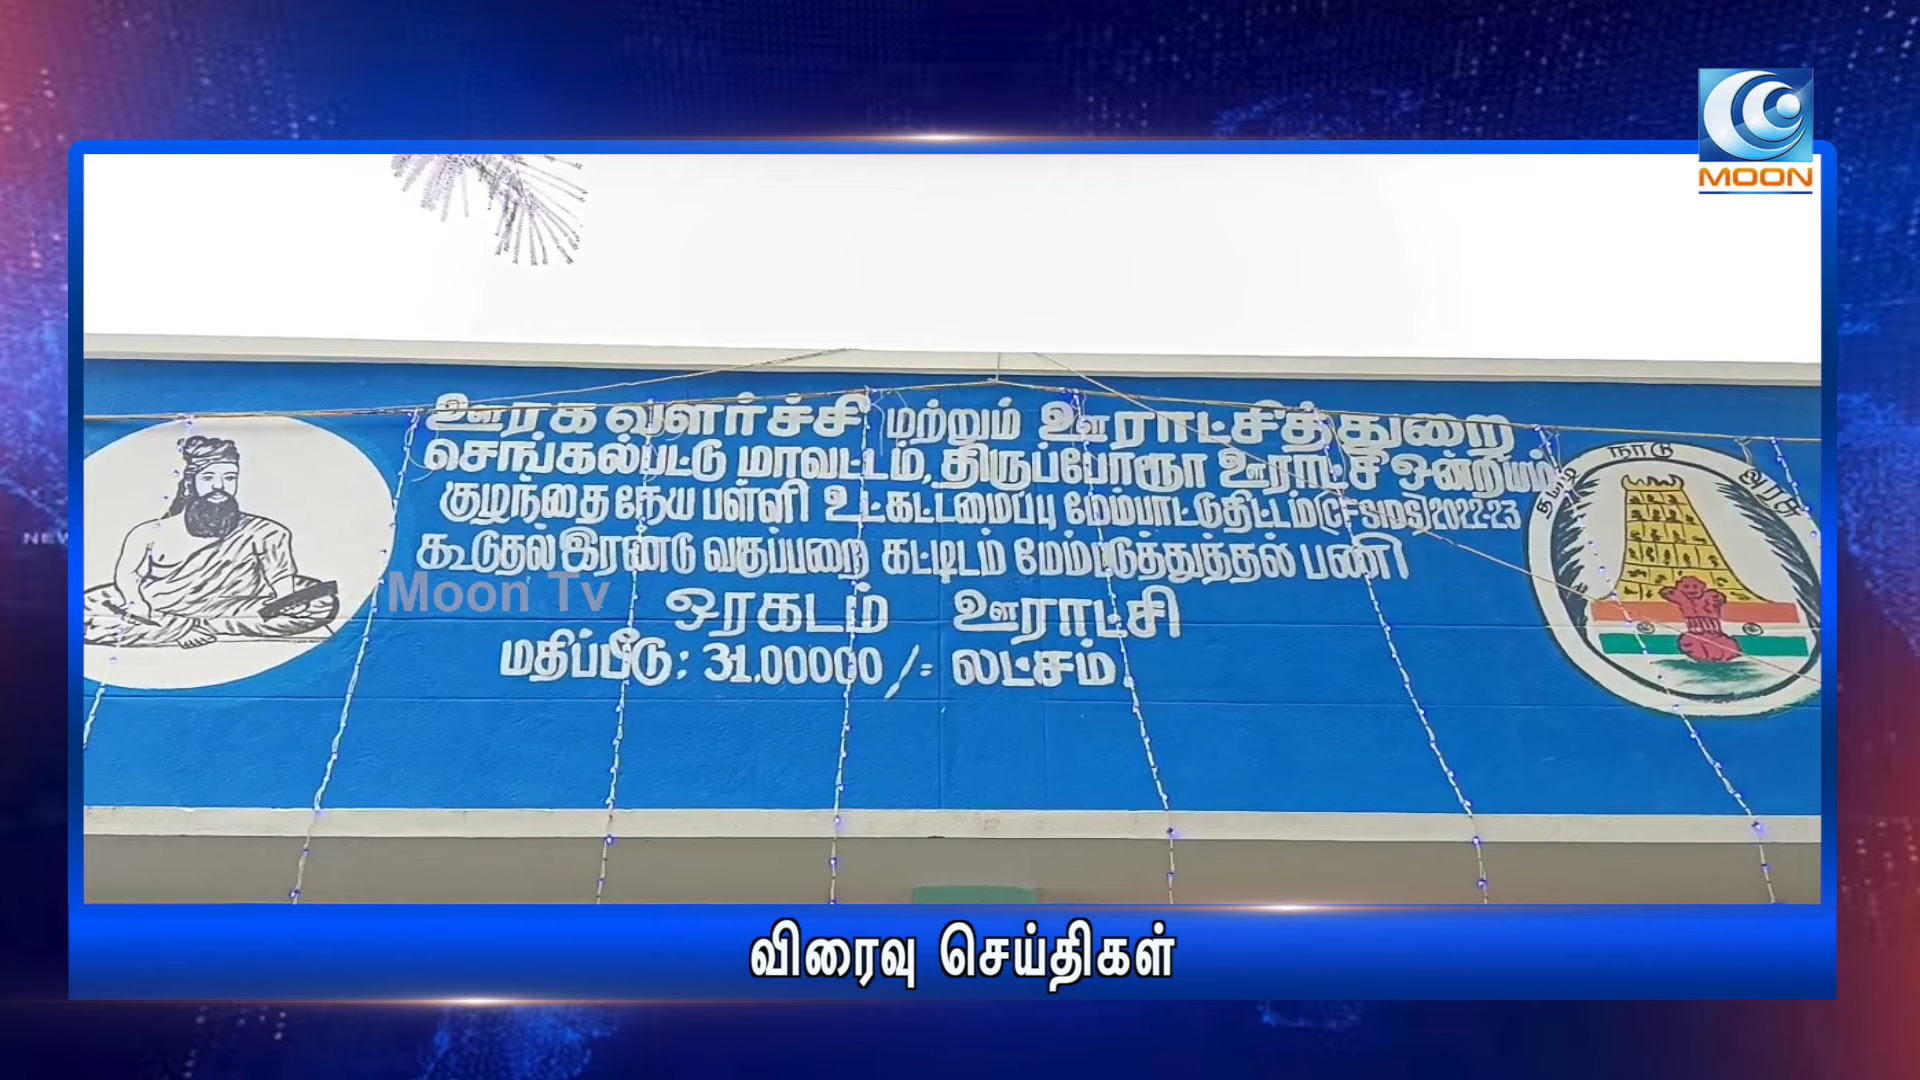 MOON
ஊரக வளர்ச்சி மற்றும் ஊராட்சித்துறை
செங்கல்பட்டு மாவட்டம், திருப்போரூர் ஊராட்சி ஒன்றியம்
குழந்தை நேய பள்ளி உட்கட்டமைப்பு மேம்பாட்டுதிட்டம்(CFSIDS)2022-23
கூடுதல் இரண்டு வகுப்பறை கட்டிடம் மேம்படுத்துத்தல் பணி
ஒரகடம் ஊராட்சி
மதிப்பீடு : 31.00000 /- லட்சம்
தமிழ் நாடு அரசு
Moon Tv
விரைவு செய்திகள்